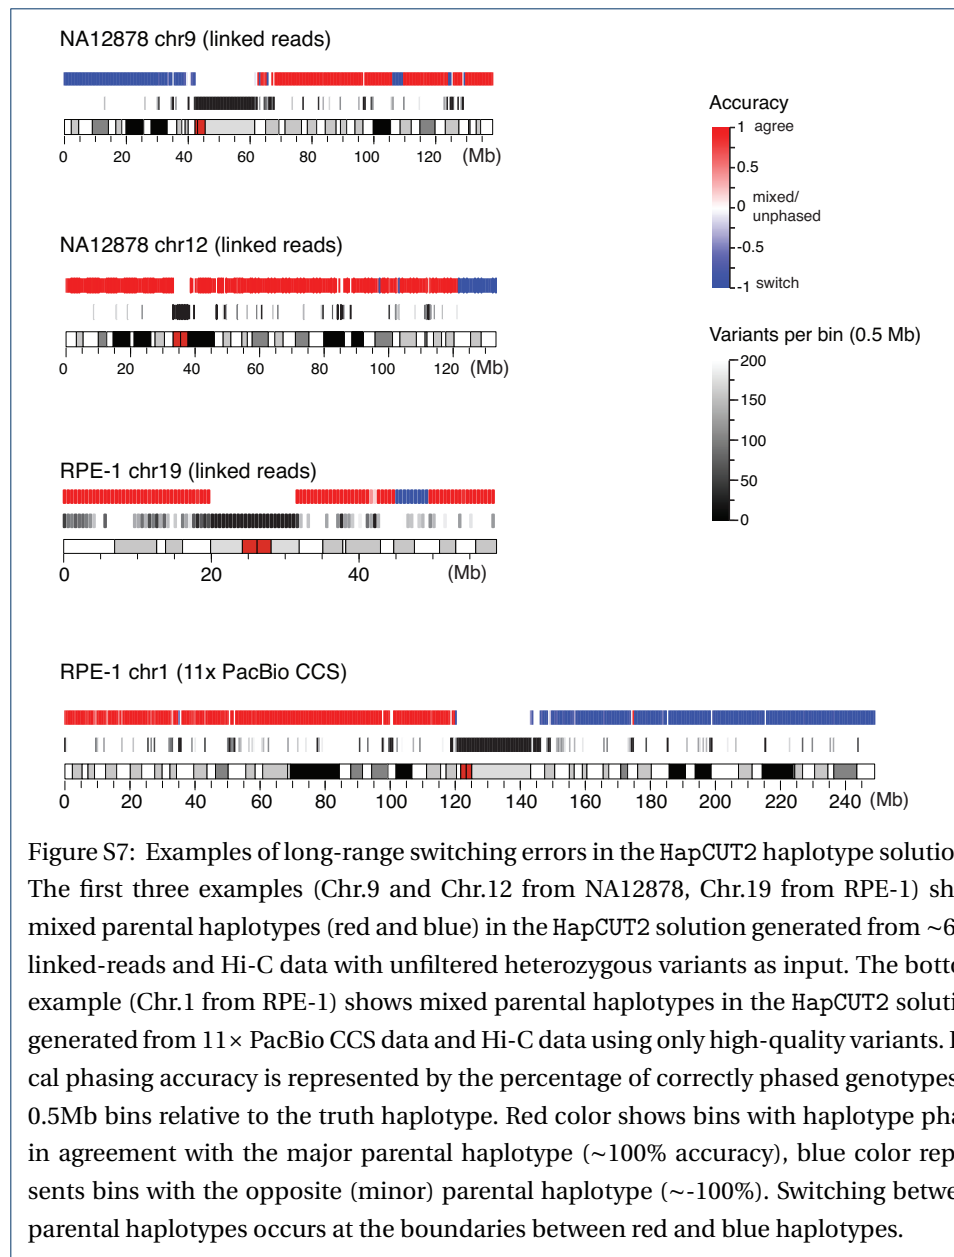 NA12878 chr9 (linked reads)
0 20 40 60 80 100 120 (Mb)
NA12878 chr12 (linked reads)
0 20 40 60 80 100 120 (Mb)
RPE-1 chr19 (linked reads)
0 20 40 (Mb)
RPE-1 chr1 (11x PacBio CCS)
0 20 40 60 80 100 120 140 160 180 200 220 240 (Mb)
Accuracy
1 agree
0.5
0 mixed/
unphased
-0.5
-1 switch
Variants per bin (0.5 Mb)
200
150
100
50
0
Figure S7: Examples of long-range switching errors in the HapCUT2 haplotype
The first three examples (Chr.9 and Chr.12 from NA12878, Chr.19 from RPE-1)
mixed parental haplotypes (red and blue) in the HapCUT2 solution generated from
linked-reads and Hi-C data with unfiltered heterozygous variants as input. The
example (Chr.1 from RPE-1) shows mixed parental haplotypes in the HapCUT2
generated from 11× PacBio CCS data and Hi-C data using only high-quality variants.
cal phasing accuracy is represented by the percentage of correctly phased genotypes
0.5Mb bins relative to the truth haplotype. Red color shows bins with haplotype
in agreement with the major parental haplotype (~100% accuracy), blue color
sents bins with the opposite (minor) parental haplotype (~-100%). Switching
parental haplotypes occurs at the boundaries between red and blue haplotypes.